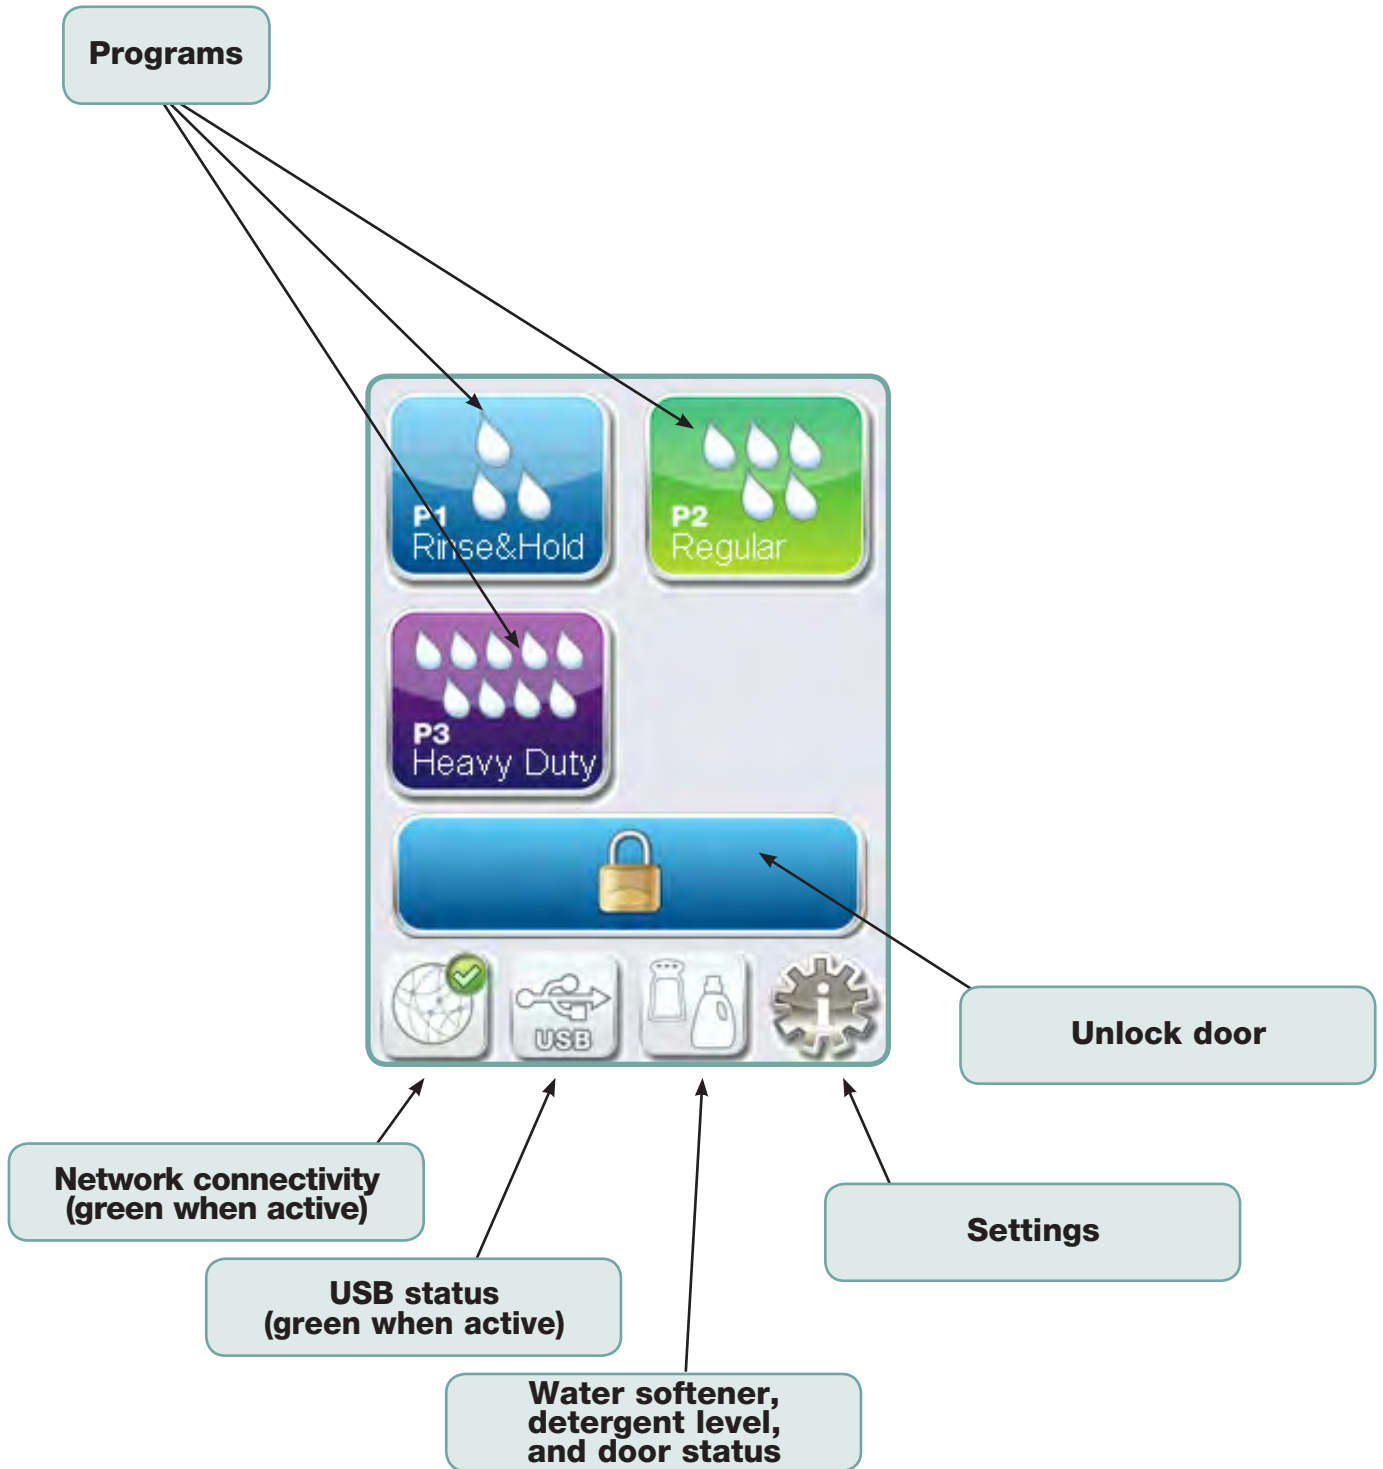 Programs
P1
Rinse&Hold
P2
Regular
P3
Heavy Duty
USB
Unlock door
Network connectivity
(green when active)
Settings
USB status
(green when active)
Water softener,
detergent level,
and door status